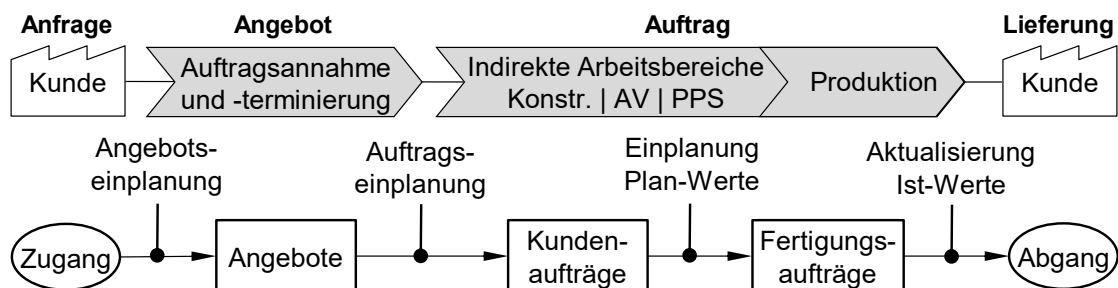 Anfrage
Angebot
Auftrag
Lieferung
Kunde
Auftragsannahme
und -terminierung
Indirekte Arbeitsbereiche
Konstr. | AV | PPS
Produktion
Kunde
Angebots-
einplanung
Auftrags-
einplanung
Einplanung
Plan-Werte
Aktualisierung
Ist-Werte
Zugang
Angebote
Kunden-
aufträge
Fertigungs-
aufträge
Abgang